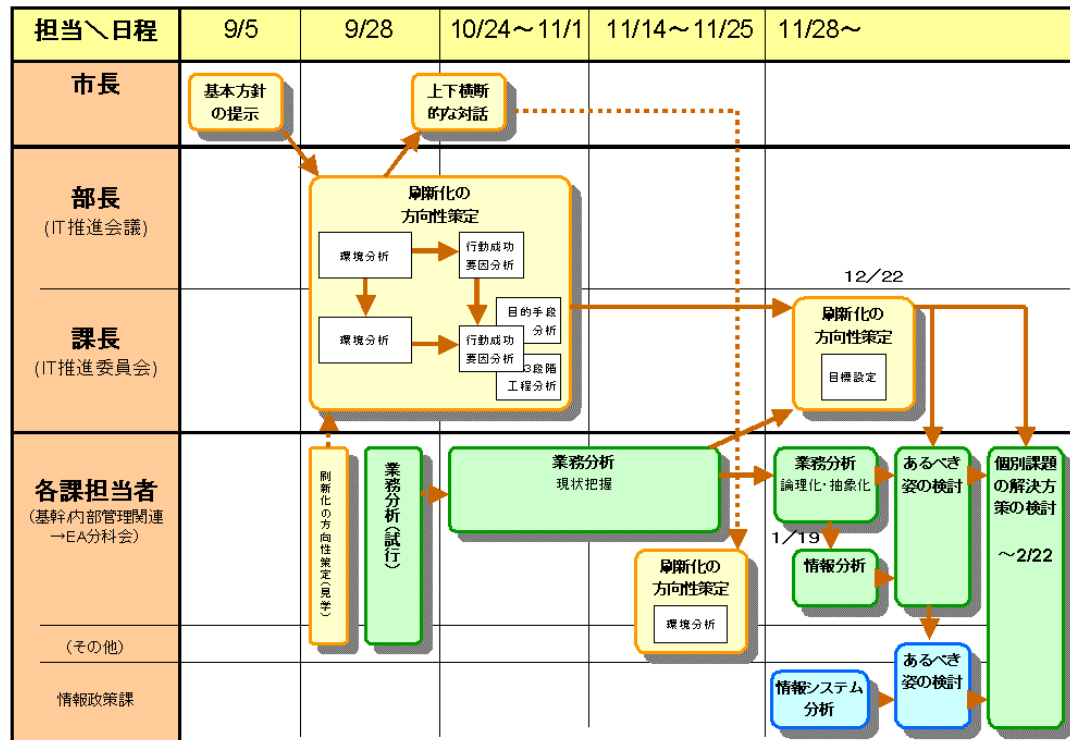 担当＼日程
9/5
9/28
10/24～11/1
11/14～11/25
11/28～
市長
基本方針
の提示
上下横断
的な対話
部長
(IT推進会議)
刷新化の
方向性策定
環境分析
行動成功
要因分析
12／22
課長
(IT推進委員会)
環境分析
目的手段
分析
行動成功
要因分析
3段階
工程分析
刷新化の
方向性策定
目標設定
各課担当者
(基幹/内部管理関連
→EA分科会)
刷新化の方向性策定(見学)
業務分析(試行)
業務分析
現状把握
業務分析
論理化・抽象化
あるべき
姿の検討
個別課題
の解決方
策の検討
～2/22
1／19
情報分析
刷新化の
方向性策定
環境分析
(その他)
情報政策課
情報システム
分析
あるべき
姿の検討